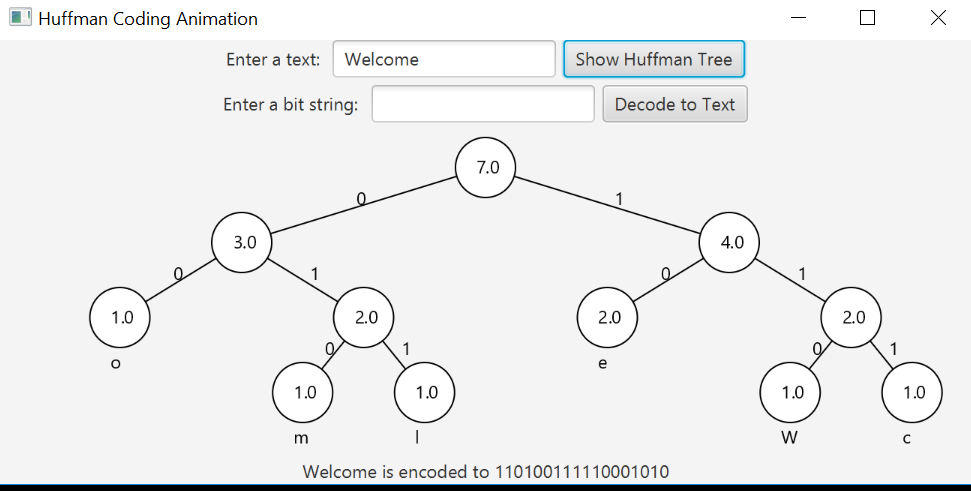 Huffman Coding Animation
Enter a text: Welcome Show Huffman Tree
Enter a bit string: Decode to Text
7.0
0 1
3.0 4.0
0 1 0 1
1.0 2.0 2.0 2.0
o 0 1 e 0 1
1.0 1.0 1.0 1.0
m l W c
Welcome is encoded to 110100111110001010